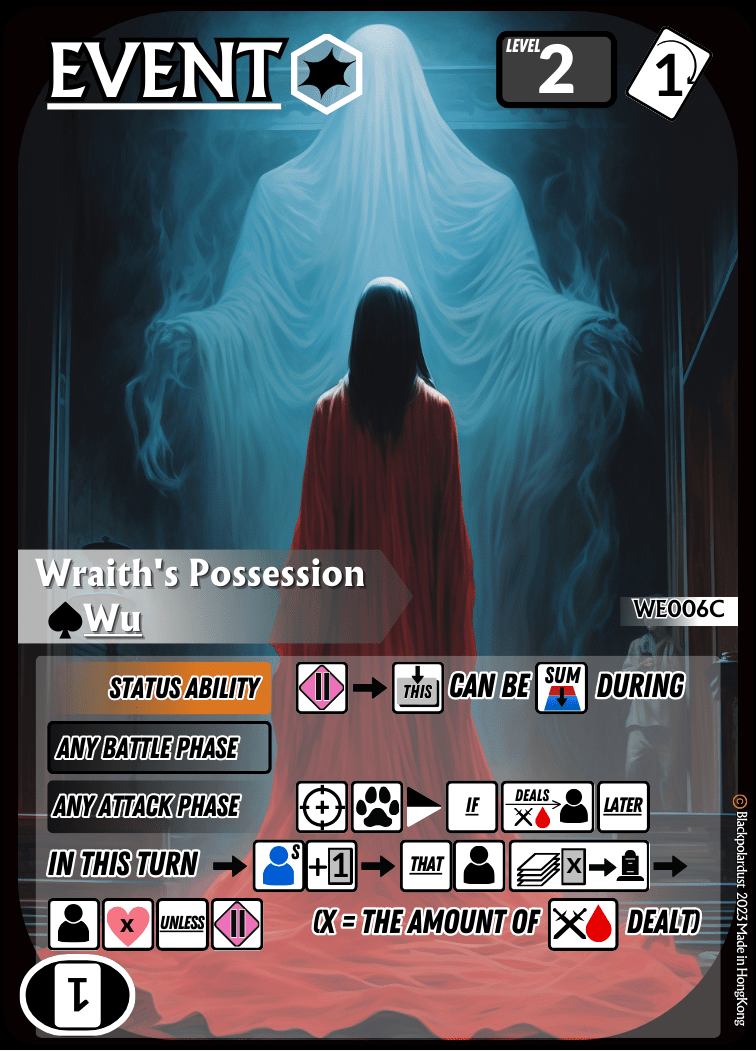 EVENT
LEVEL 2
1
Wraith's Possession
♠Wu
WE006C
STATUS ABILITY → THIS CAN BE SUM DURING
ANY BATTLE PHASE
ANY ATTACK PHASE IF DEALS LATER
IN THIS TURN → S +1 → THAT X → →
X UNLESS (X = THE AMOUNT OF DEALT)
1
© Blackpolardust 2023 Made in HongKong